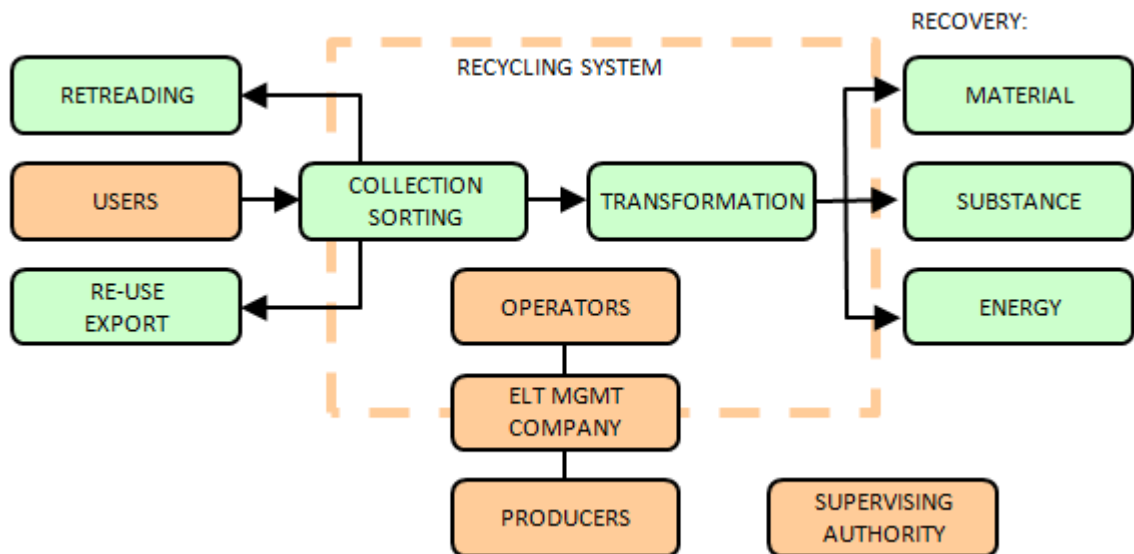 RECOVERY:
RECYCLING SYSTEM
RETREADING
MATERIAL
USERS
COLLECTION
SORTING
TRANSFORMATION
SUBSTANCE
RE-USE
EXPORT
OPERATORS
ENERGY
ELT MGMT
COMPANY
PRODUCERS
SUPERVISING
AUTHORITY